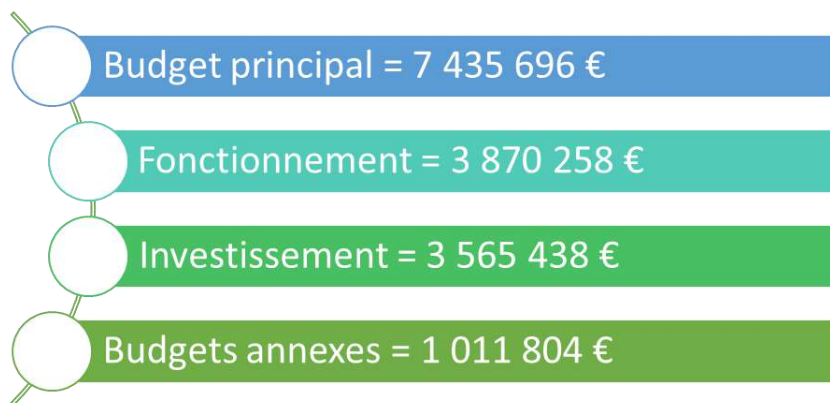 Budget principal = 7 435 696 €
Fonctionnement = 3 870 258 €
Investissement = 3 565 438 €
Budgets annexes = 1 011 804 €